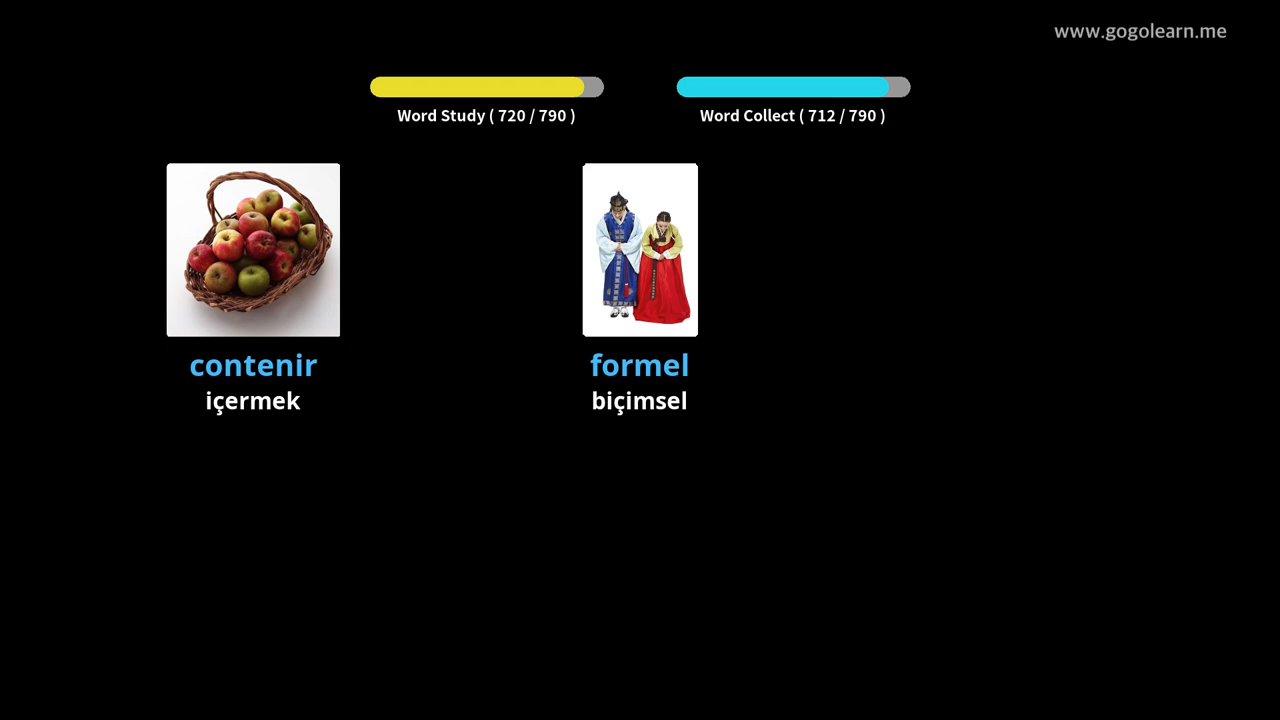 www.gogolearn.me
Word Study ( 720 / 790 )
Word Collect ( 712 / 790 )
contenir
içermek
formel
biçimsel